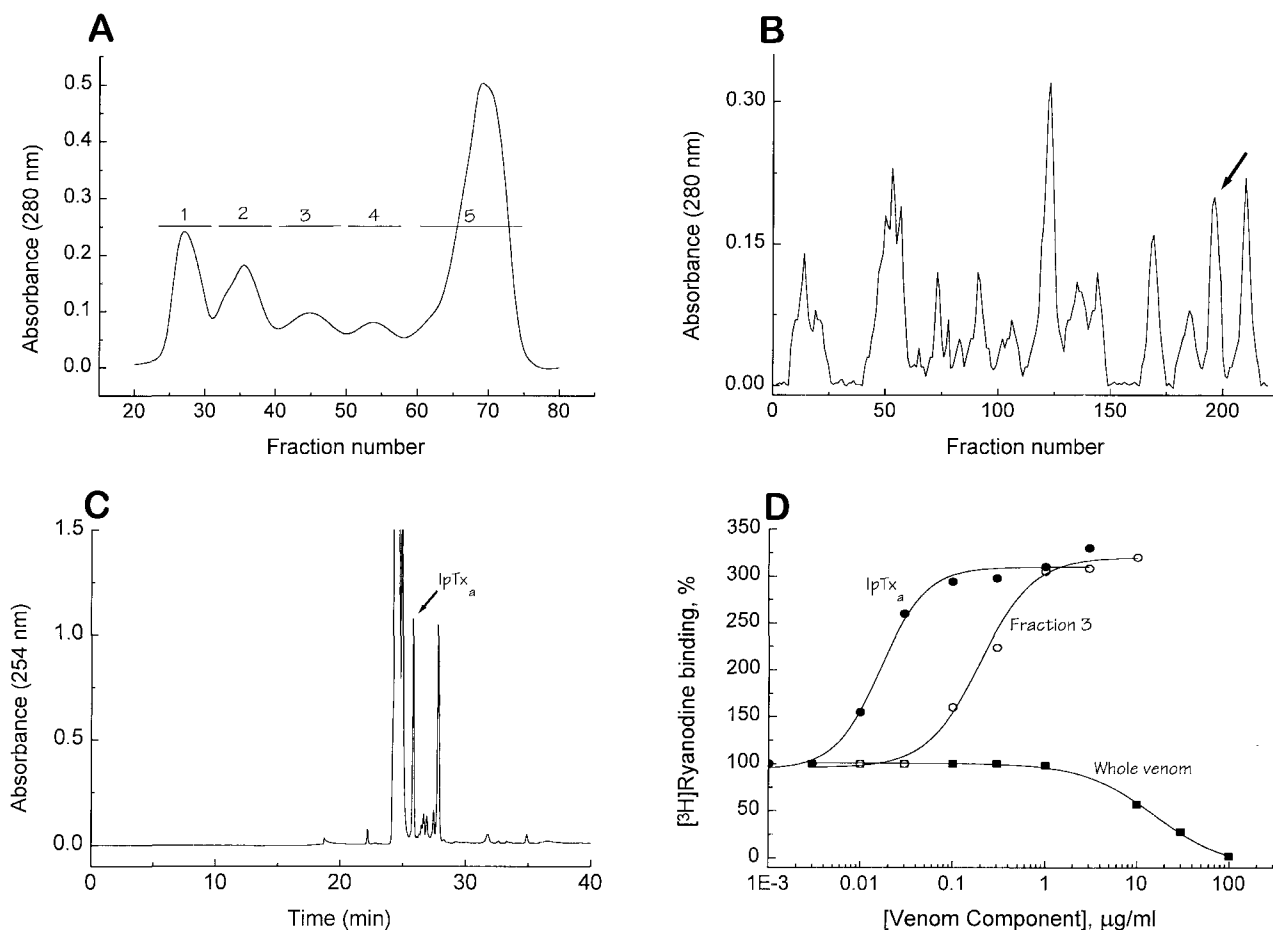 A
Absorbance (280 nm)
0.5
0.4
0.3
0.2
0.1
0.0
1 2 3 4 5
20 30 40 50 60 70 80
Fraction number
B
Absorbance (280 nm)
0.30
0.15
0.00
0 50 100 150 200
Fraction number
C
Absorbance (254 nm)
1.5
1.0
0.5
0.0
IpTx a
0 10 20 30 40
Time (min)
D
[³H]Ryanodine binding, %
350
300
250
200
150
100
50
0
IpTx a
Fraction 3
Whole venom
1E-3 0.01 0.1 1 10 100
[Venom Component], µg/ml